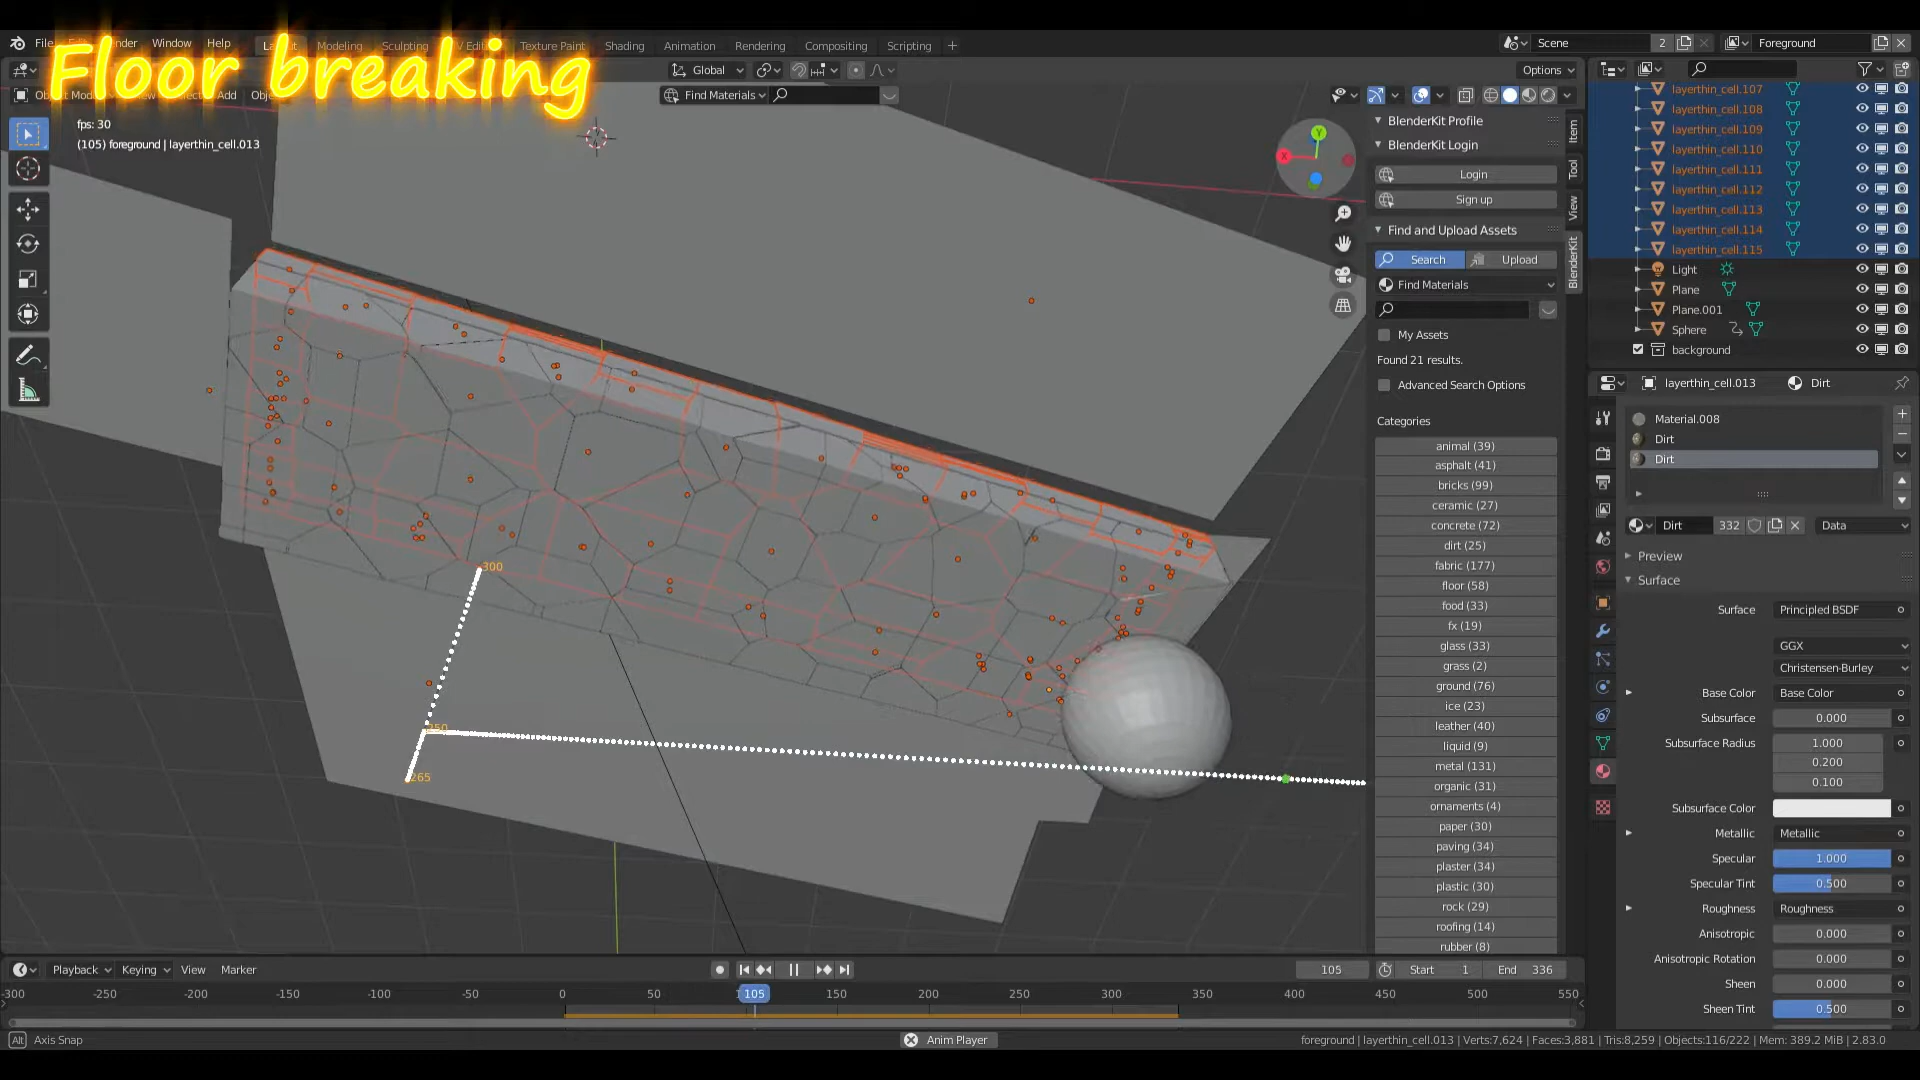 Floor breaking
File
Render
Window
Help
Modeling
Sculpting
Texture Paint
Shading
Animation
Rendering
Compositing
Scripting
Scene
2
Foreground
Global
Options
Add
Find Materials
fps: 30
(105) foreground | layerthin_cell.013
Y
X
300
250
265
BlenderKit Profile
BlenderKit Login
Login
Sign up
Find and Upload Assets
Search
Upload
Find Materials
My Assets
Found 21 results.
Advanced Search Options
Categories
animal (39)
asphalt (41)
bricks (99)
ceramic (27)
concrete (72)
dirt (25)
fabric (177)
floor (58)
food (33)
fx (19)
glass (33)
grass (2)
ground (76)
ice (23)
leather (40)
liquid (9)
metal (131)
organic (31)
ornaments (4)
paper (30)
paving (34)
plaster (34)
plastic (30)
rock (29)
roofing (14)
rubber (8)
Item
Tool
View
BlenderKit
layerthin_cell.107
layerthin_cell.108
layerthin_cell.109
layerthin_cell.110
layerthin_cell.111
layerthin_cell.112
layerthin_cell.113
layerthin_cell.114
layerthin_cell.115
Light
Plane
Plane.001
Sphere
background
layerthin_cell.013
Dirt
Material.008
Dirt
Dirt
Dirt
332
Data
Preview
Surface
Surface
Principled BSDF
GGX
Christensen-Burley
Base Color
Base Color
Subsurface
0.000
Subsurface Radius
1.000
0.200
0.100
Subsurface Color
Metallic
Metallic
Specular
1.000
Specular Tint
0.500
Roughness
Roughness
Anisotropic
0.000
Anisotropic Rotation
0.000
Sheen
0.000
Sheen Tint
0.500
Playback
Keying
View
Marker
105
Start
1
End
336
-300
-250
-200
-150
-100
-50
0
50
105
150
200
250
300
350
400
450
500
550
Alt
Axis Snap
Anim Player
foreground | layerthin_cell.013 | Verts:7,624 | Faces:3,881 | Tris:8,259 | Objects:116/222 | Mem: 389.2 MiB | 2.83.0